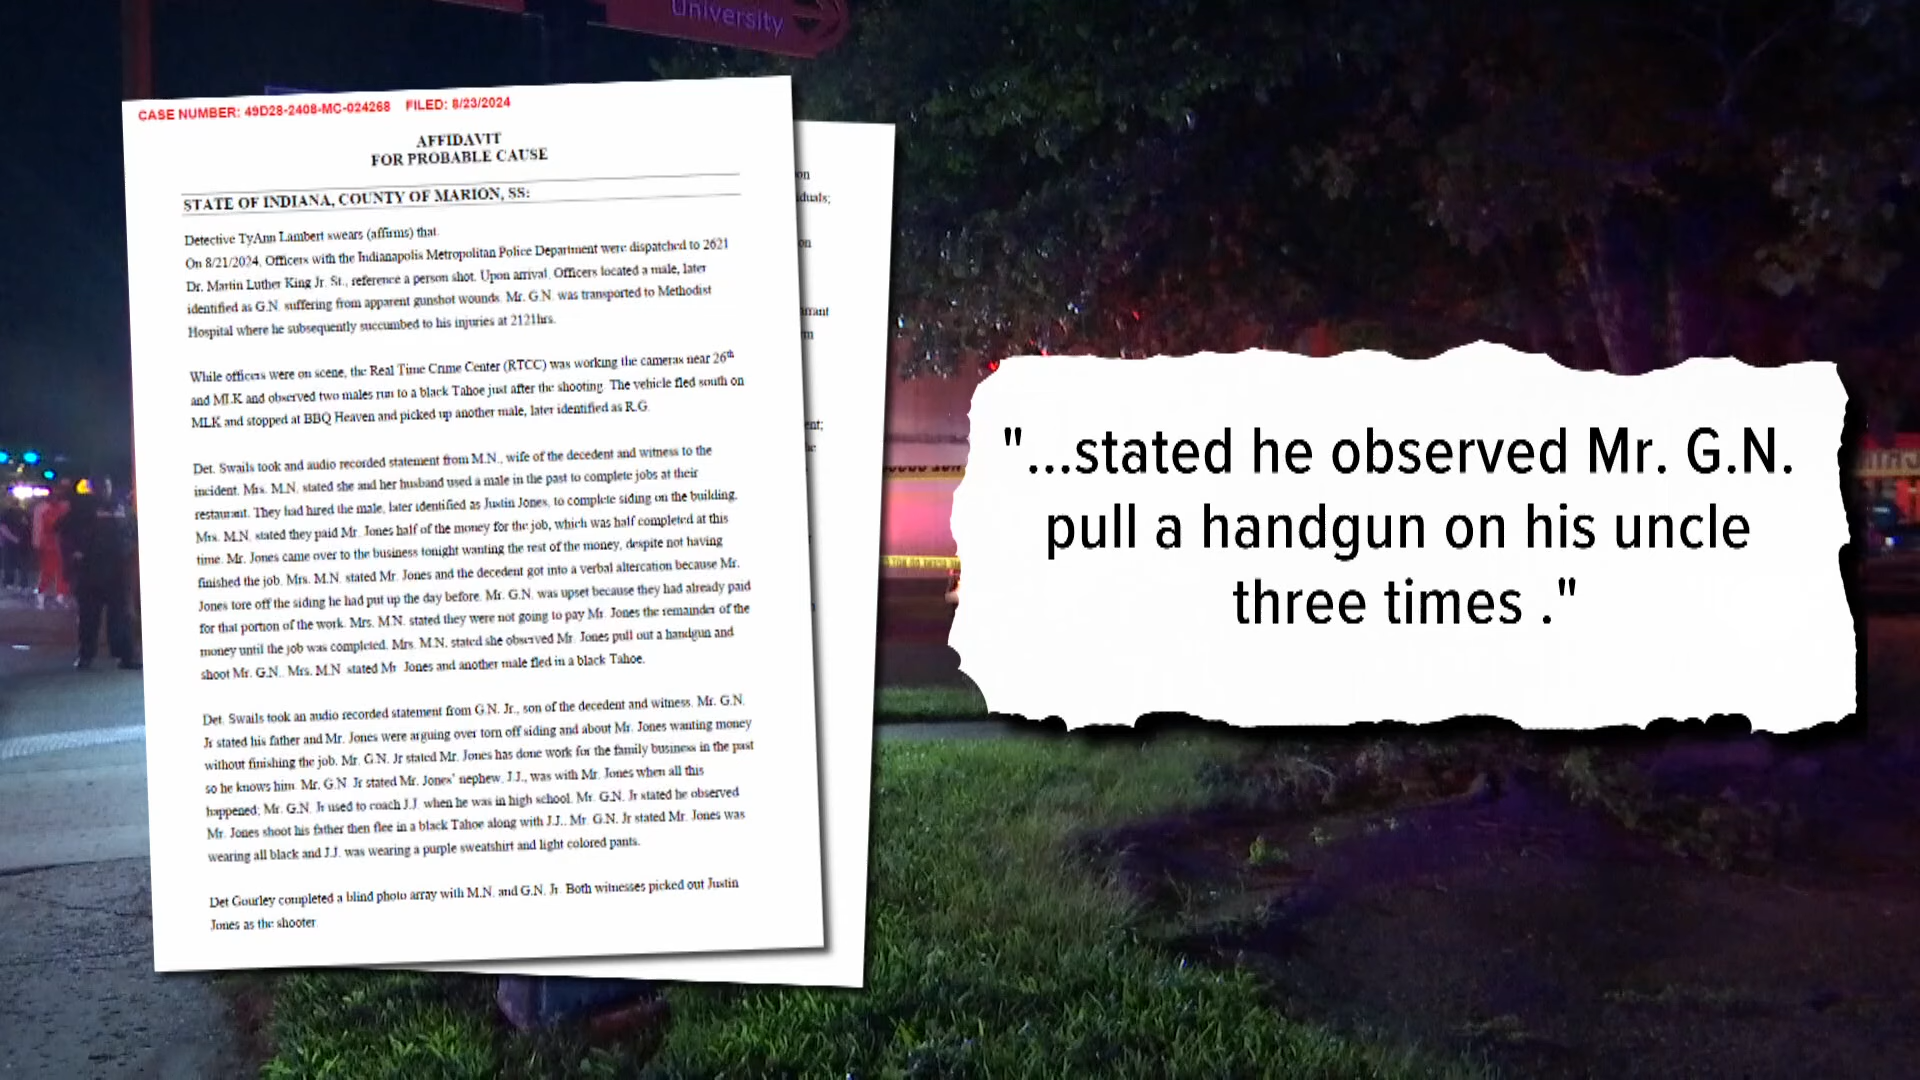 University
CASE NUMBER: 49D28-2408-MC-024268 FILED: 8/23/2024
AFFIDAVIT
FOR PROBABLE CAUSE
STATE OF INDIANA, COUNTY OF MARION, SS:
Detective TyAnn Lambert swears (affirms) that
On 8/21/2024, Officers with the Indianapolis Metropolitan Police Department were dispatched to 2621
Dr. Martin Luther King Jr. St., reference a person shot. Upon arrival, Officers located a male, later
identified as G.N. suffering from apparent gunshot wounds. Mr. G.N. was transported to Methodist
Hospital where he subsequently succumbed to his injuries at 2121hrs.
While officers were on scene, the Real Time Crime Center (RTCC) was working the cameras near 26th
and MLK and observed two males run to a black Tahoe just after the shooting. The vehicle fled south on
MLK and stopped at BBQ Heaven and picked up another male, later identified as R.G.
Det. Swails took and audio recorded statement from M.N., wife of the decedent and witness to the
incident. Mrs. M.N. stated she and her husband used a male in the past to complete jobs at their
restaurant. They had hired the male, later identified as Justin Jones, to complete siding on the building.
Mrs. M.N. stated they paid Mr. Jones half of the money for the job, which was half completed at this
time. Mr. Jones came over to the business tonight wanting the rest of the money, despite not having
finished the job. Mrs. M.N. stated Mr. Jones and the decedent got into a verbal altercation because Mr.
Jones tore off the siding he had put up the day before. Mr. G.N. was upset because they had already paid
for that portion of the work. Mrs. M.N. stated they were not going to pay Mr. Jones the remainder of the
money until the job was completed. Mrs. M.N. stated she observed Mr. Jones pull out a handgun and
shoot Mr. G.N.. Mrs. M.N. stated Mr. Jones and another male fled in a black Tahoe.
Det. Swails took an audio recorded statement from G.N. Jr., son of the decedent and witness. Mr. G.N.
Jr stated his father and Mr. Jones were arguing over torn off siding and about Mr. Jones wanting money
without finishing the job. Mr. G.N. Jr stated Mr. Jones has done work for the family business in the past
so he knows him. Mr. G.N. Jr stated Mr. Jones' nephew, J.J., was with Mr. Jones when all this
happened; Mr. G.N. Jr used to coach J.J. when he was in high school. Mr. G.N. Jr stated he observed
Mr. Jones shoot his father then flee in a black Tahoe along with J.J.. Mr. G.N. Jr stated Mr. Jones was
wearing all black and J.J. was wearing a purple sweatshirt and light colored pants.
Det Gourley completed a blind photo array with M.N. and G.N. Jr. Both witnesses picked out Justin
Jones as the shooter
on
duals;
on
rrant
m
ent;
"...stated he observed Mr. G.N.
pull a handgun on his uncle
three times ."